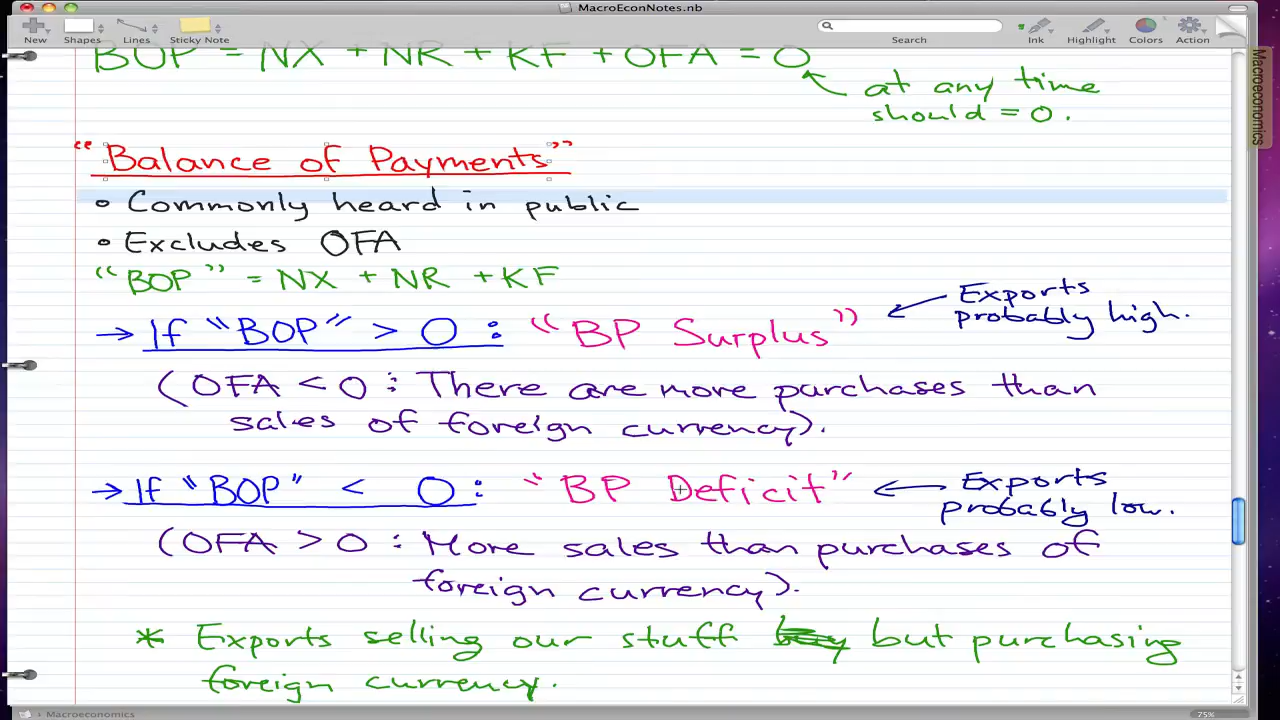 MacroEconNotes.nb
New Shapes Lines Sticky Note Search Ink Highlight Colors Action
Macroeconomics
BOP = NX + NR + KF + OFA = 0
at any time
should = 0.
"Balance of Payments"
• Commonly heard in public
• Excludes OFA
"BOP" = NX + NR + KF
→ If "BOP" > 0 : "BP Surplus"
Exports
probably high.
(OFA < 0 : There are more purchases than
sales of foreign currency).
→ If "BOP" < 0 : "BP Deficit"
Exports
probably low.
(OFA > 0 : More sales than purchases of
foreign currency).
* Exports selling our stuff but purchasing
foreign currency.
Macroeconomics
75%